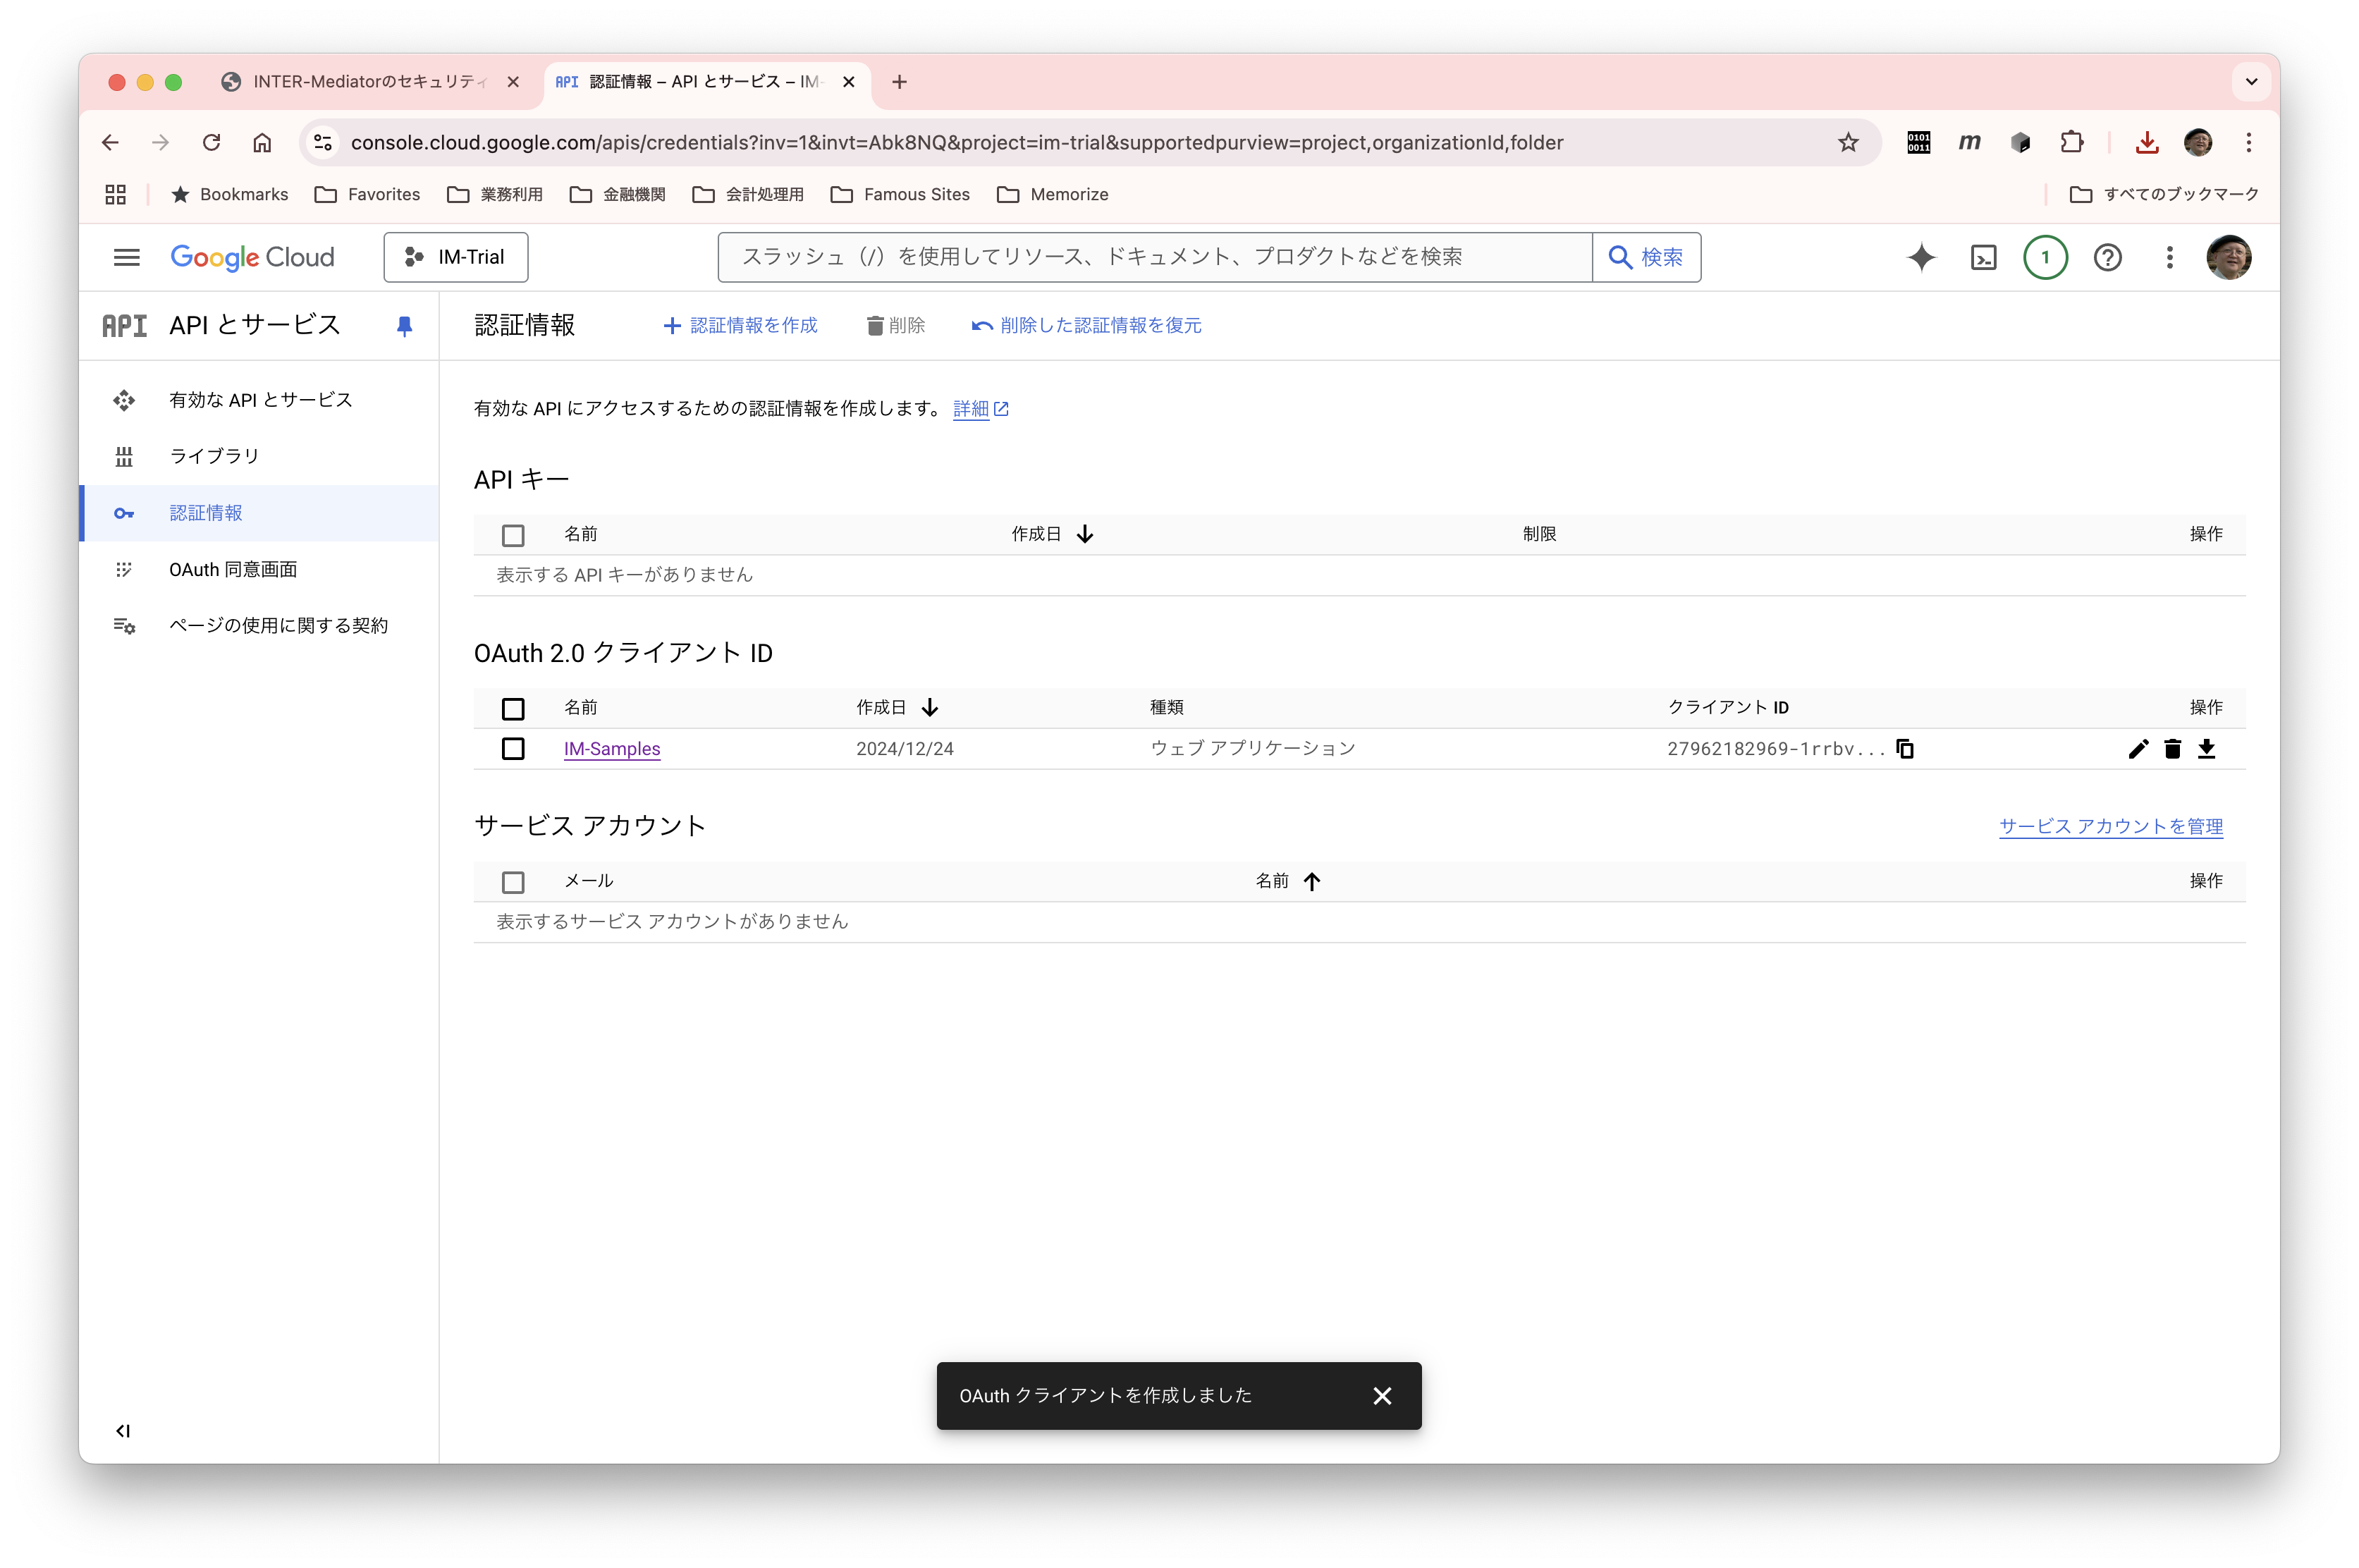 INTER-Mediatorのセキュリティ
API 認証情報 – API とサービス – IM-
console.cloud.google.com/apis/credentials?inv=1&invt=Abk8NQ&project=im-trial&supportedpurview=project,organizationId,folder
0101
0011
m
Bookmarks Favorites 業務利用 金融機関 会計処理用 Famous Sites Memorize すべてのブックマーク
Google Cloud IM-Trial スラッシュ（/）を使用してリソース、ドキュメント、プロダクトなどを検索 検索 1
API API とサービス
認証情報 認証情報を作成 削除 削除した認証情報を復元
有効な API とサービス
ライブラリ
認証情報
OAuth 同意画面
ページの使用に関する契約
有効な API にアクセスするための認証情報を作成します。 詳細
API キー
名前 作成日 制限 操作
表示する API キーがありません
OAuth 2.0 クライアント ID
名前 作成日 種類 クライアント ID 操作
IM-Samples 2024/12/24 ウェブ アプリケーション 27962182969-1rrbv...
サービス アカウント サービス アカウントを管理
メール 名前 操作
表示するサービス アカウントがありません
OAuth クライアントを作成しました